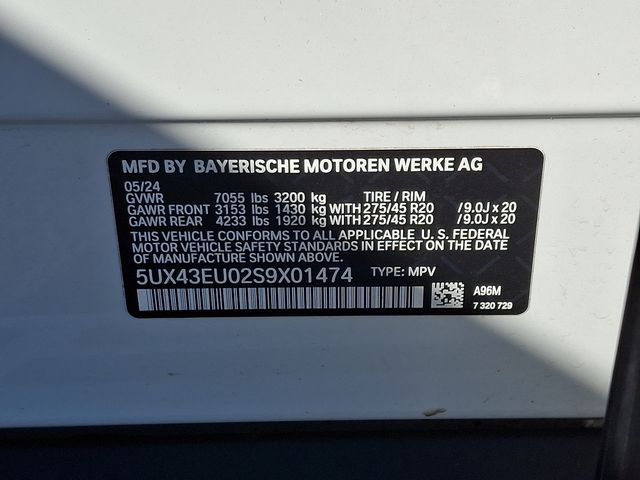 MFD BY BAYERISCHE MOTOREN WERKE AG
05/24
GVWR 7055 lbs 3200 kg TIRE / RIM
GAWR FRONT 3153 lbs 1430 kg WITH 275/45 R20 /9.0J x 20
GAWR REAR 4233 lbs 1920 kg WITH 275/45 R20 /9.0J x 20
THIS VEHICLE CONFORMS TO ALL APPLICABLE U. S. FEDERAL
MOTOR VEHICLE SAFETY STANDARDS IN EFFECT ON THE DATE
OF MANUFACTURE SHOWN ABOVE.
5UX43EU02S9X01474 TYPE: MPV
A96M
7 320 729